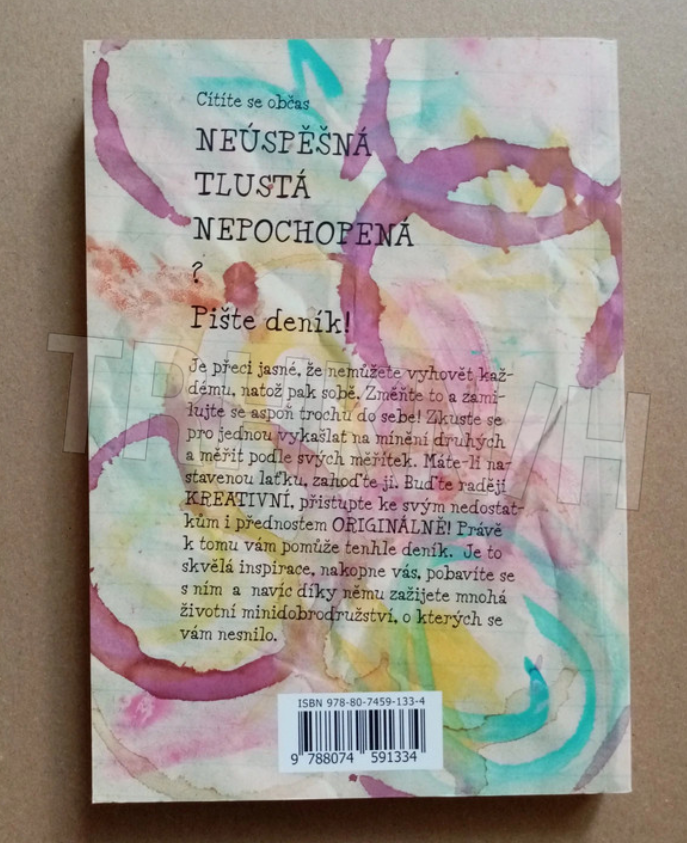 Cítíte se občas
NEÚSPĚŠNÁ
TLUSTÁ
NEPOCHOPENÁ
?
Pište deník!
Je přeci jasné, že nemůžete vyhovět kaž-
dému, natož pak sobě. Změňte to a zami-
lujte se aspoň trochu do sebe! Zkuste se
pro jednou vykašlat na mínění druhých
a měřit podle svých měřítek. Máte-li na-
stavenou laťku, zahoďte ji. Buďte raději
KREATIVNÍ, přistupte ke svým nedostat-
kům i přednostem ORIGINÁLNĚ! Právě
k tomu vám pomůže tenhle deník. Je to
skvělá inspirace, nakopne vás, pobavíte se
s ním a navíc díky němu zažijete mnohá
životní minidobrodružství, o kterých se
vám nesnilo.
ISBN 978-80-7459-133-4
9 788074 591334